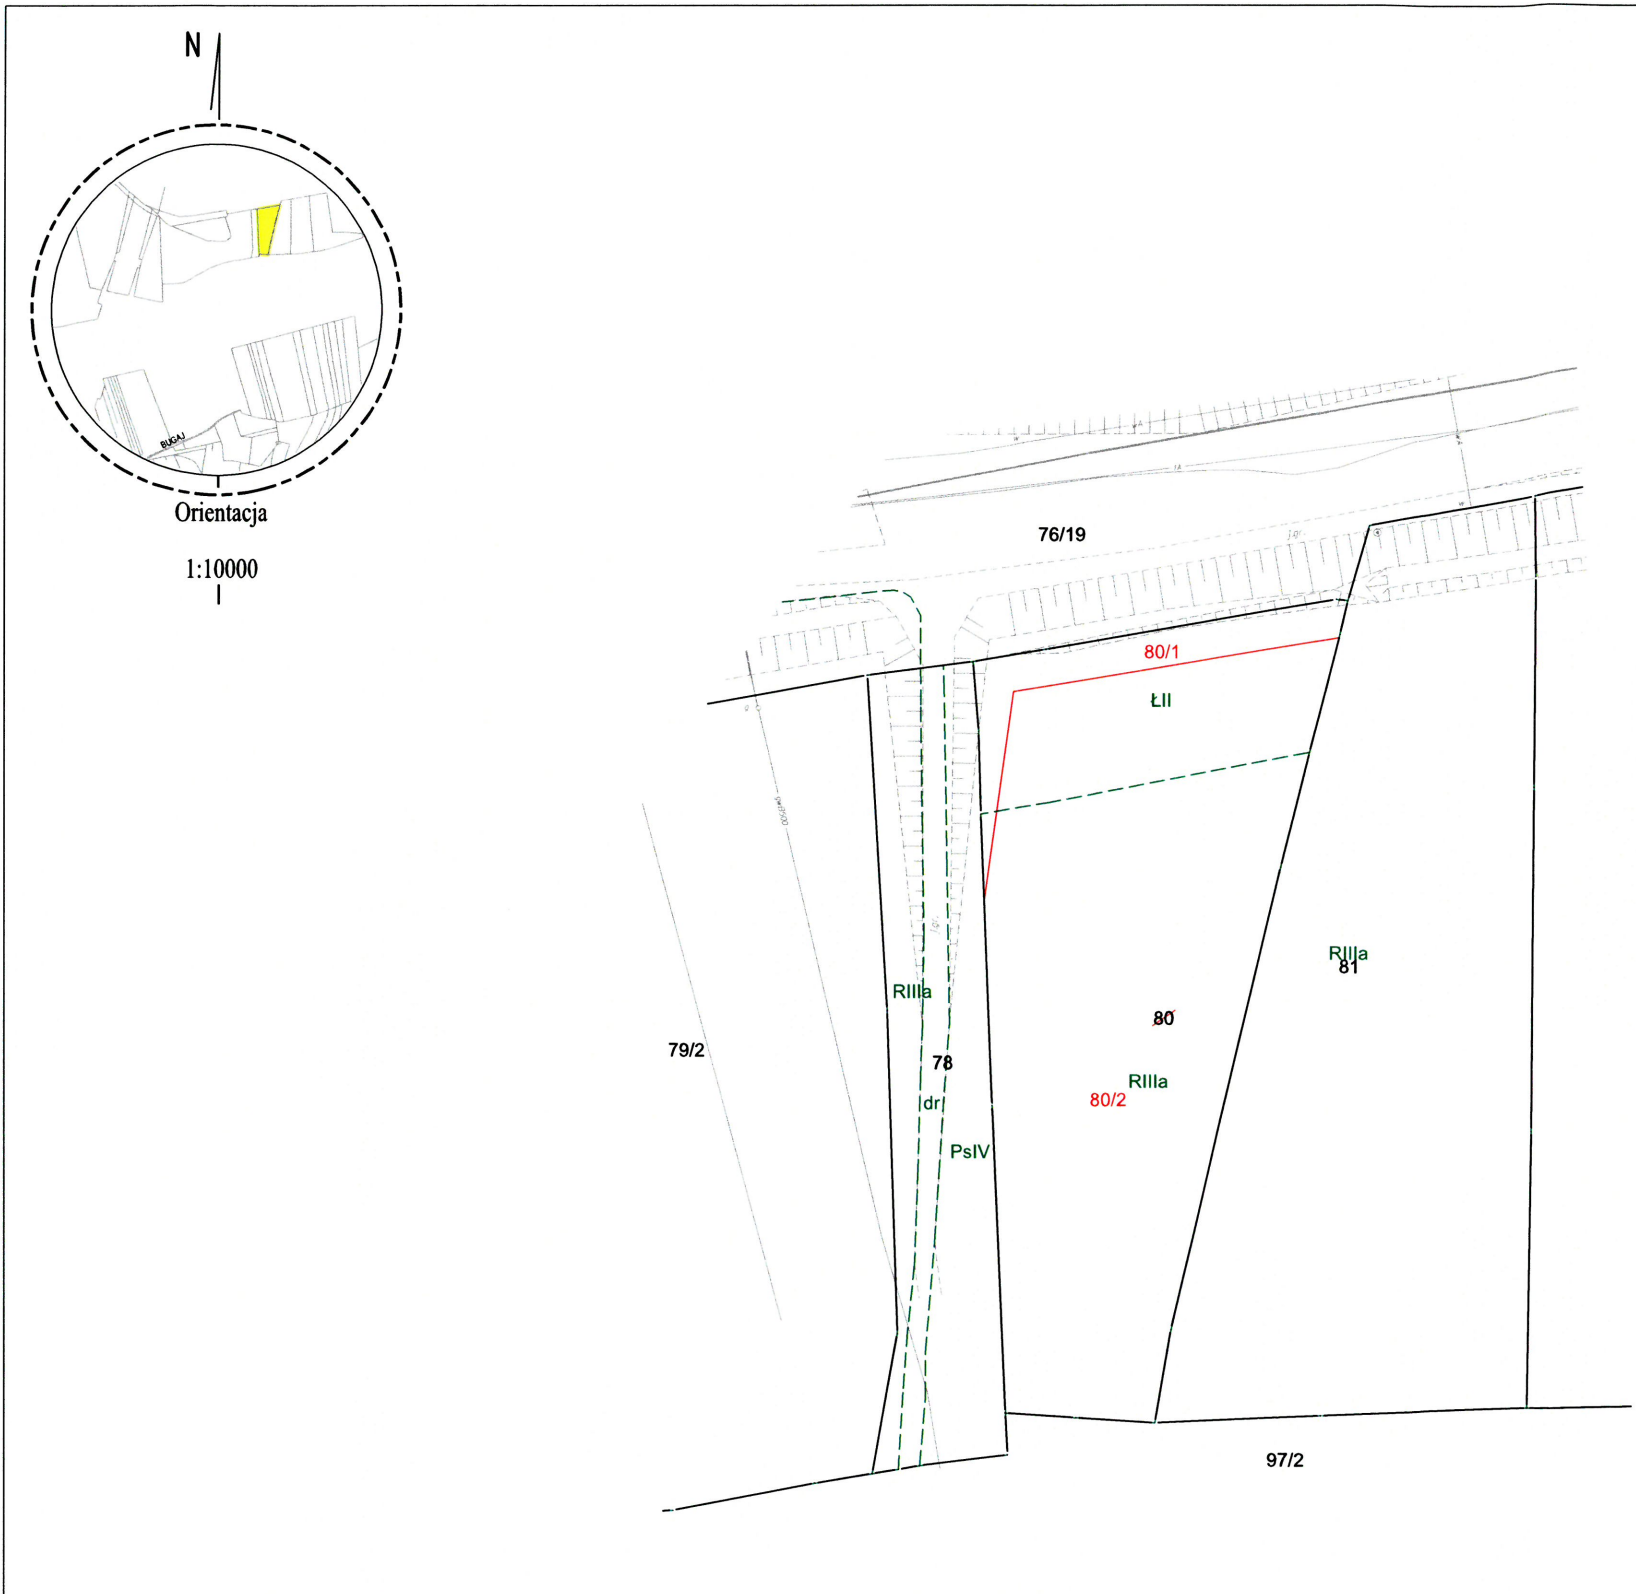 N
BUGAJ
Orientacja
1:10000
76/19
80/1
ŁII
RIIIa
81
RIIIa
80
79/2
78
RIIIa
80/2
dr
PsIV
97/2